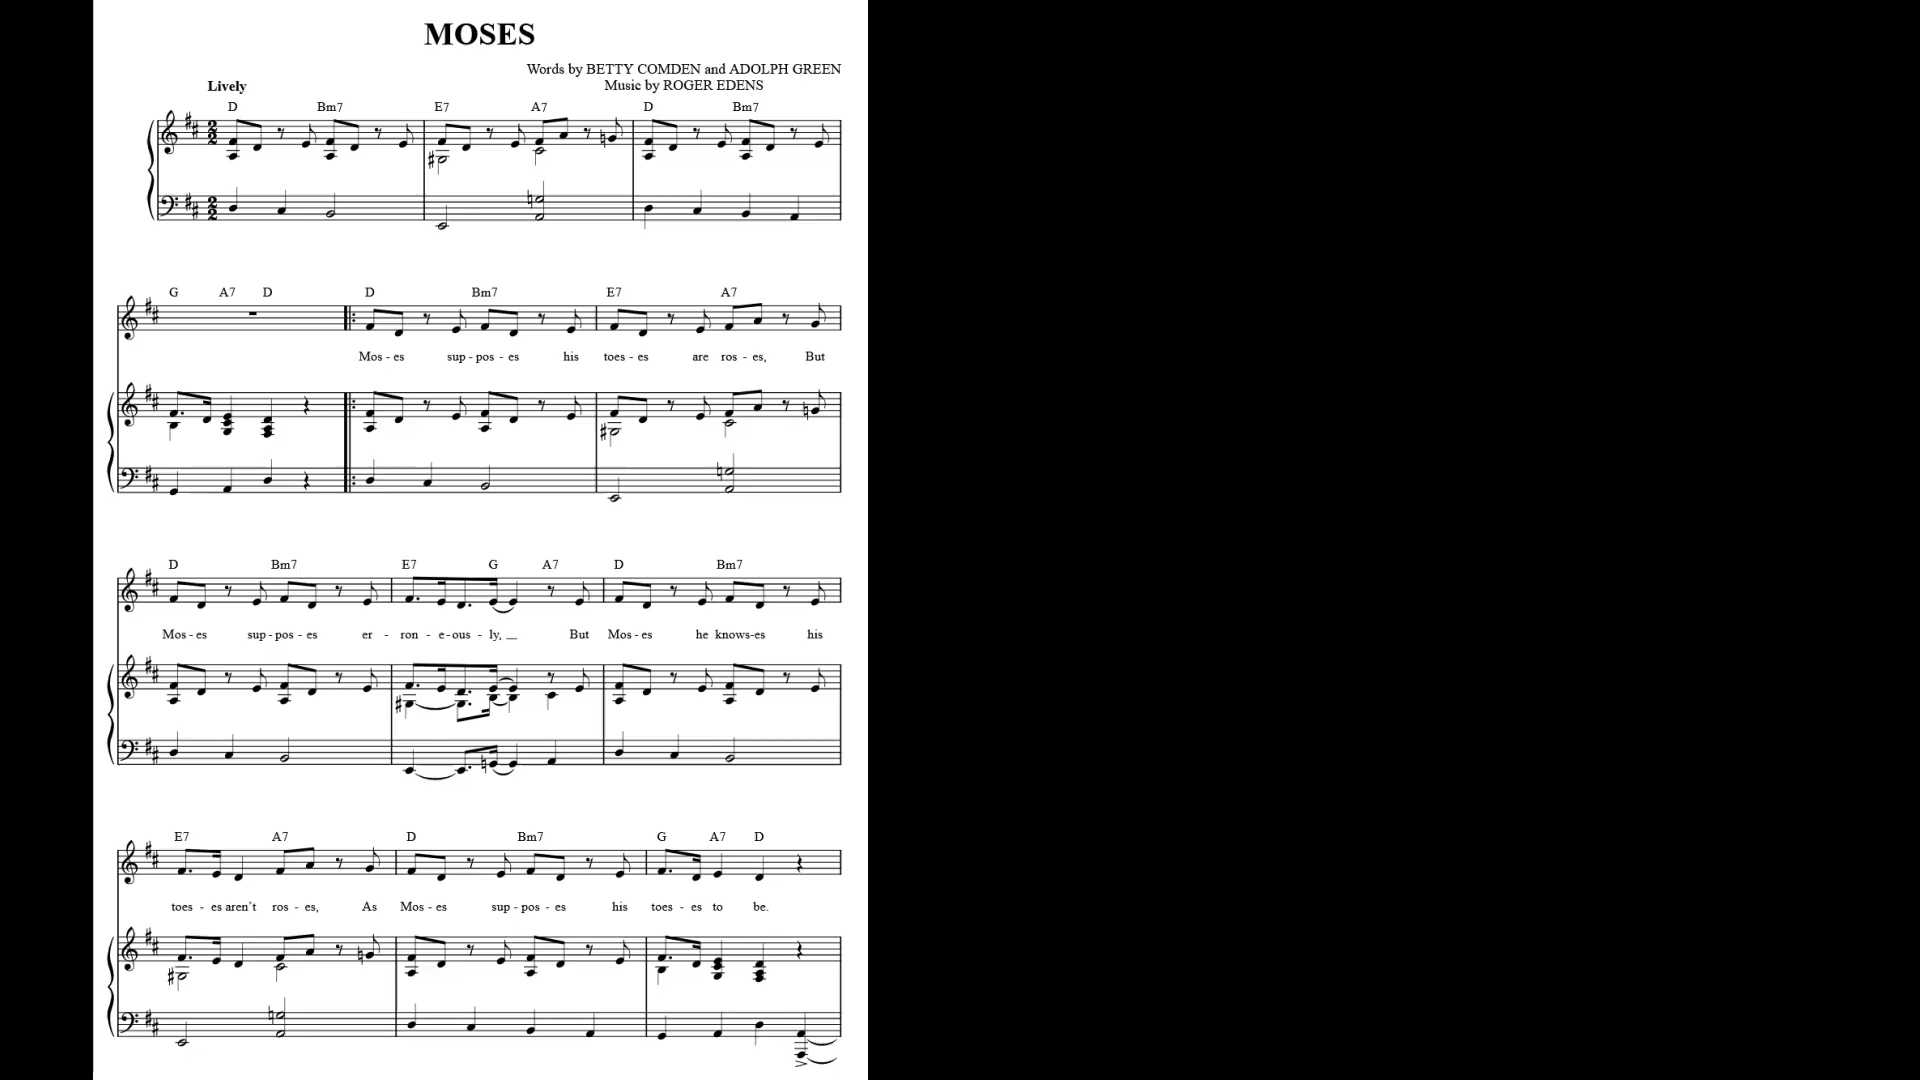 MOSES
Words by BETTY COMDEN and ADOLPH GREEN
Lively
Music by ROGER EDENS
D Bm7 E7 A7 D Bm7
G A7 D D Bm7 E7 A7
Mos - es sup - pos - es his toes - es are ros - es, But
D Bm7 E7 G A7 D Bm7
Mos - es sup - pos - es er - ron - e - ous - ly, But Mos - es he knows-es his
E7 A7 D Bm7 G A7 D
toes - es aren't ros - es, As Mos - es sup - pos - es his toes - es to be.